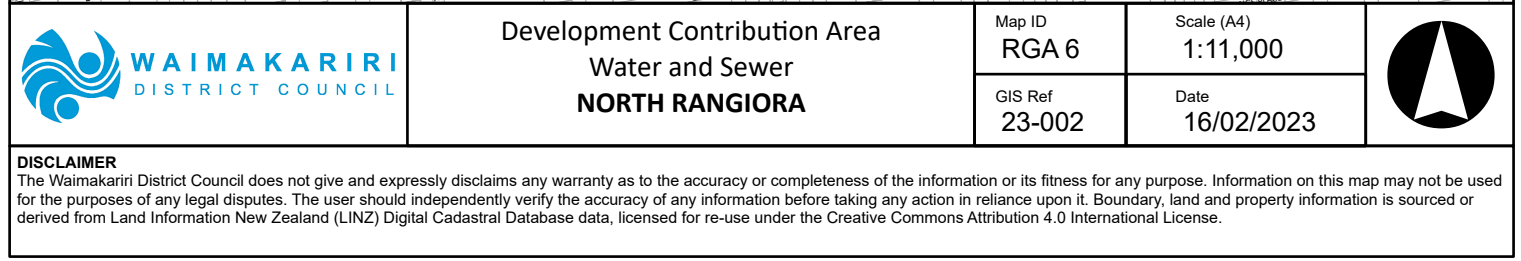 WAIMAKARIRI
DISTRICT COUNCIL
Development Contribution Area
Water and Sewer
NORTH RANGIORA
Map ID
RGA 6
Scale (A4)
1:11,000
GIS Ref
23-002
Date
16/02/2023
DISCLAIMER
The Waimakariri District Council does not give and expressly disclaims any warranty as to the accuracy or completeness of the information or its fitness for any purpose. Information on this map may not be used
for the purposes of any legal disputes. The user should independently verify the accuracy of any information before taking any action in reliance upon it. Boundary, land and property information is sourced or
derived from Land Information New Zealand (LINZ) Digital Cadastral Database data, licensed for re-use under the Creative Commons Attribution 4.0 International License.